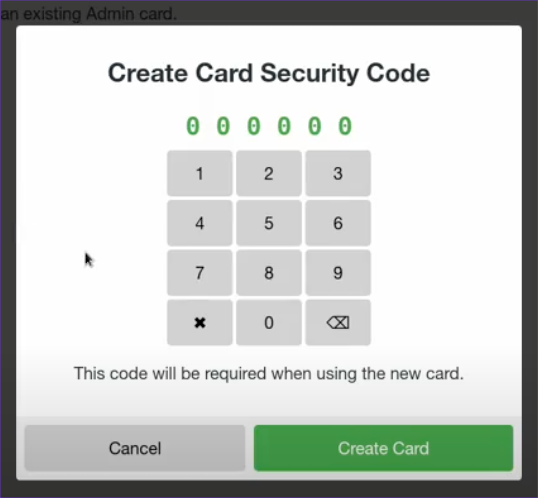 an existing Admin card.
Create Card Security Code
0 0 0 0 0 0
1 2 3
4 5 6
7 8 9
✖ 0 ⌫
This code will be required when using the new card.
Cancel Create Card